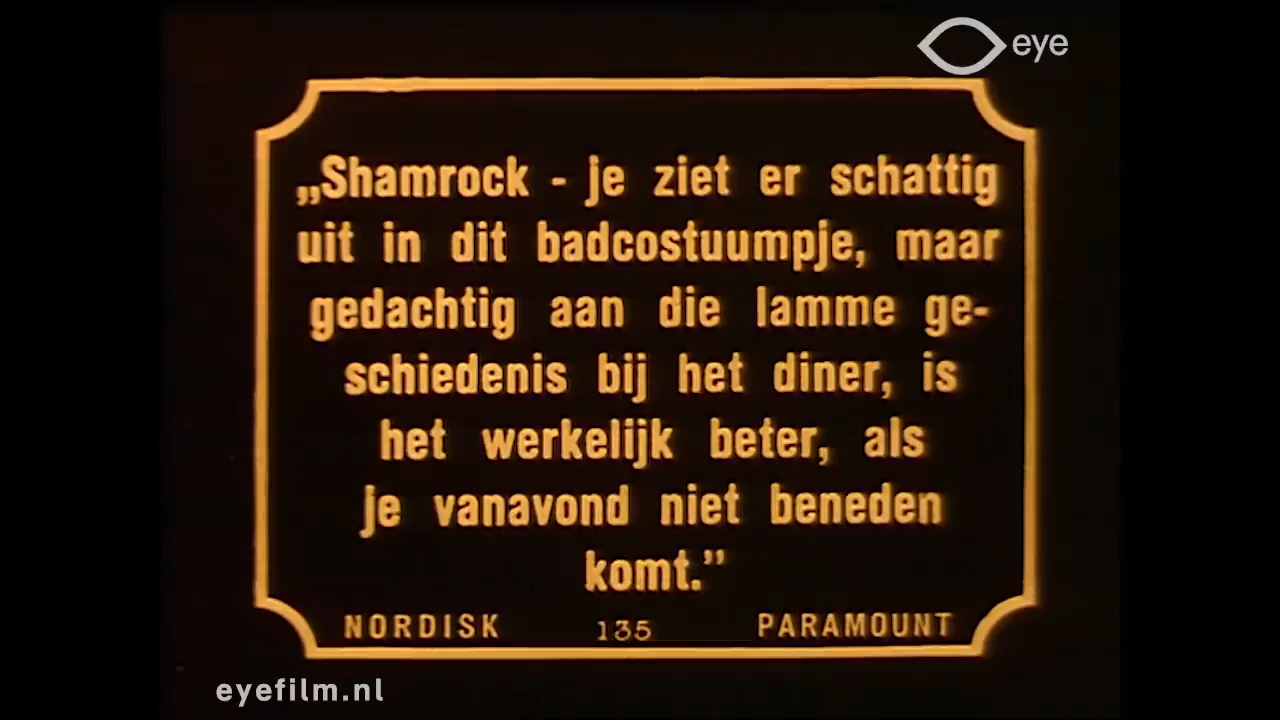 eye
„Shamrock - je ziet er schattig
uit in dit badcostuumpje, maar
gedachtig aan die lamme ge-
schiedenis bij het diner, is
het werkelijk beter, als
je vanavond niet beneden
komt.”
NORDISK 135 PARAMOUNT
eyefilm.nl